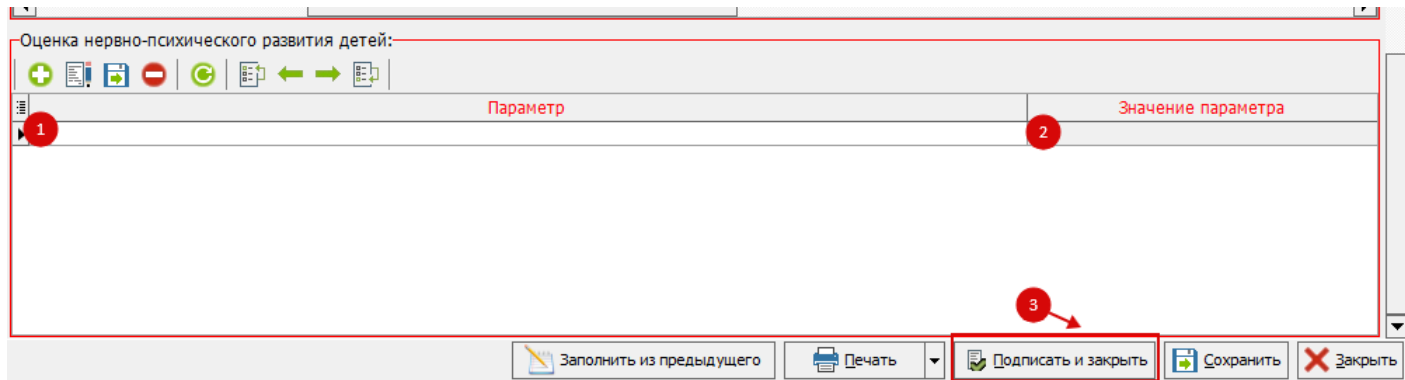 Оценка нервно-психического развития детей:
Параметр Значение параметра
1 2
3
Заполнить из предыдущего Печать Подписать и закрыть Сохранить Закрыть